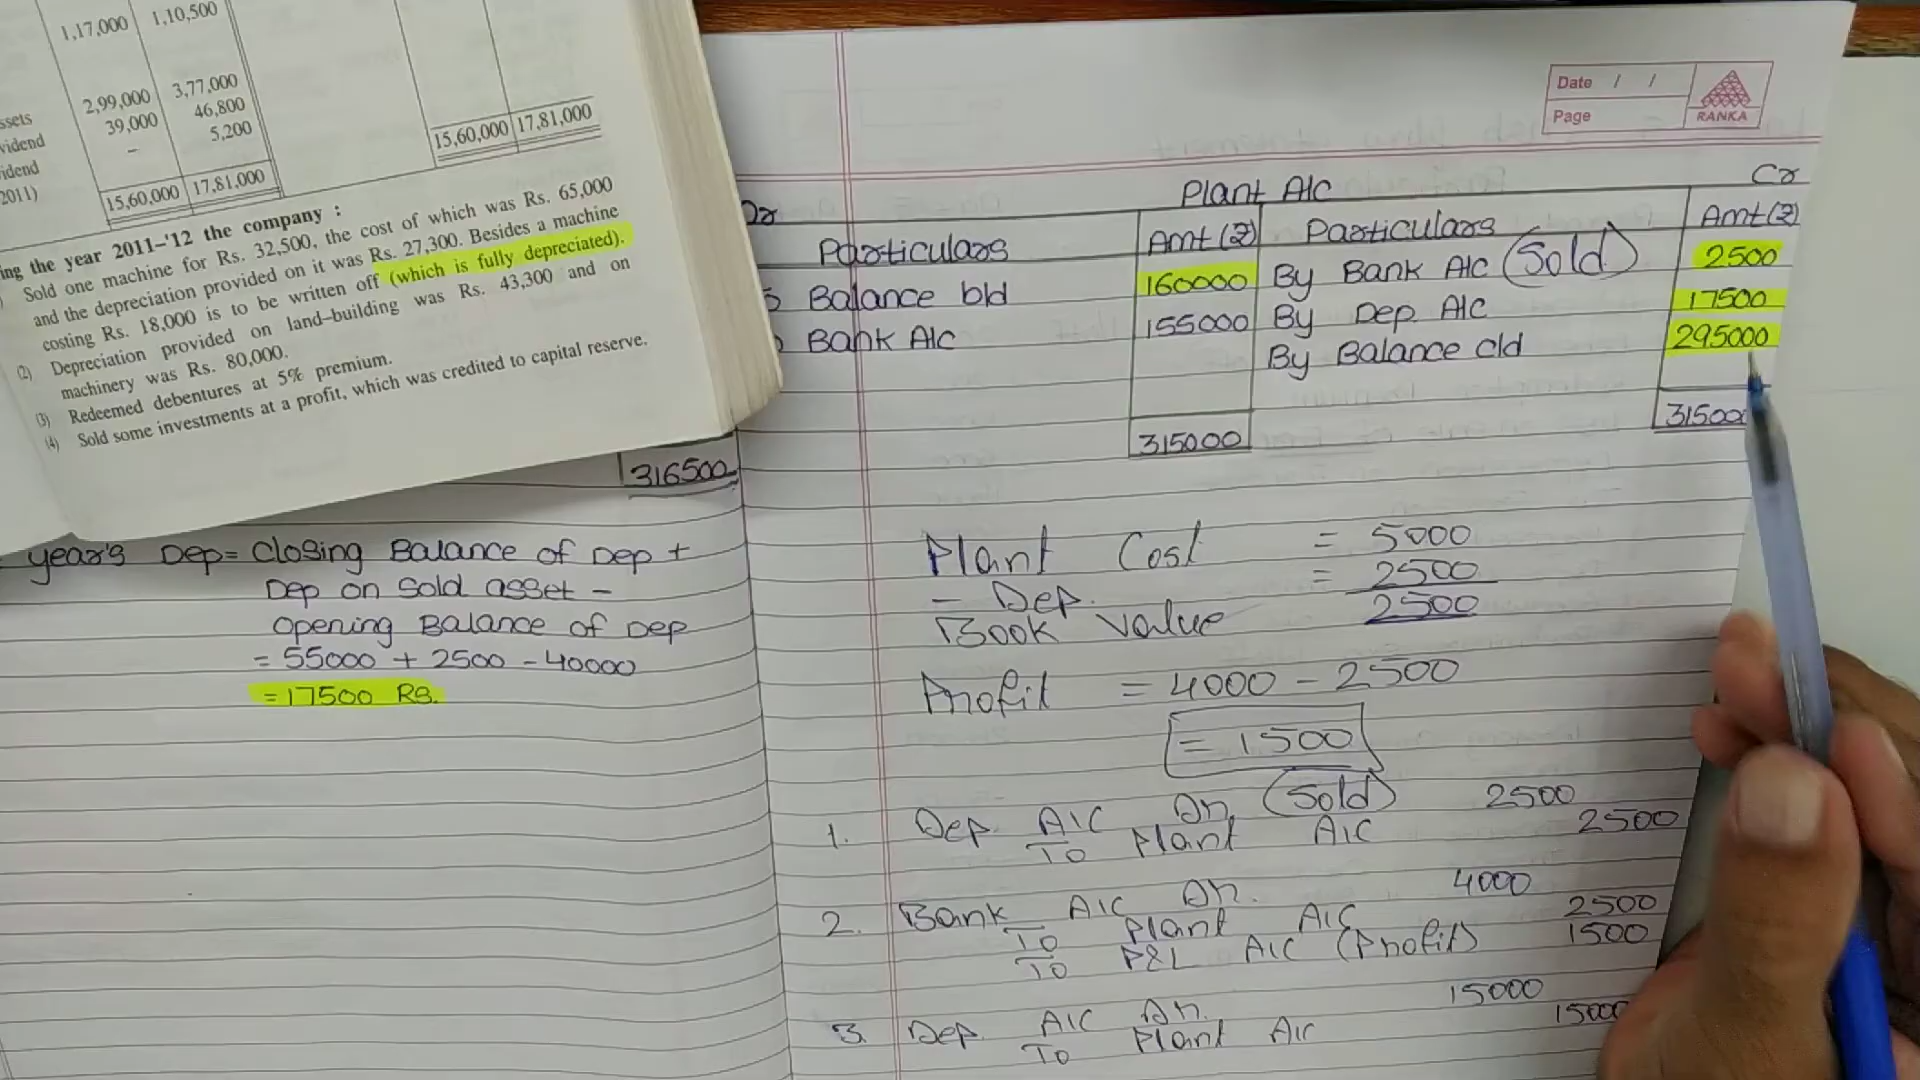 1,17,000 1,10,500
2,99,000 3,77,000
39,000 46,800
vidend – 5,200
2011)
15,60,000 17,81,000 15,60,000 17,81,000
ing the year 2011–'12 the company :
Sold one machine for Rs. 32,500, the cost of which was Rs. 65,000
and the depreciation provided on it was Rs. 27,300. Besides a machine
costing Rs. 18,000 is to be written off (which is fully depreciated).
(2) Depreciation provided on land–building was Rs. 43,300 and on
machinery was Rs. 80,000.
(3) Redeemed debentures at 5% premium.
(4) Sold some investments at a profit, which was credited to capital reserve.
316500
year's Dep = Closing Balance of Dep +
Dep on sold asset –
Opening Balance of Dep
= 55000 + 2500 – 40000
= 17500 RS.
Date / /
Page
RANKA
Dr Plant A/c Cr
Particulars Amt (₹) Particulars Amt (₹)
Balance b/d 160000 By Bank A/c (Sold) 2500
Bank A/c 155000 By Dep A/c 17500
By Balance c/d 295000
315000 315000
Plant Cost = 5000
– Dep. = 2500
Book Value 2500
Profit = 4000 – 2500
= 1500
1. Dep. A/c Dr. (Sold) 2500
To Plant A/c 2500
2. Bank A/c Dr. 4000
To Plant A/c 2500
To P&L A/c (Profit) 1500
3. Dep. A/c Dr. 15000
To Plant A/c 15000